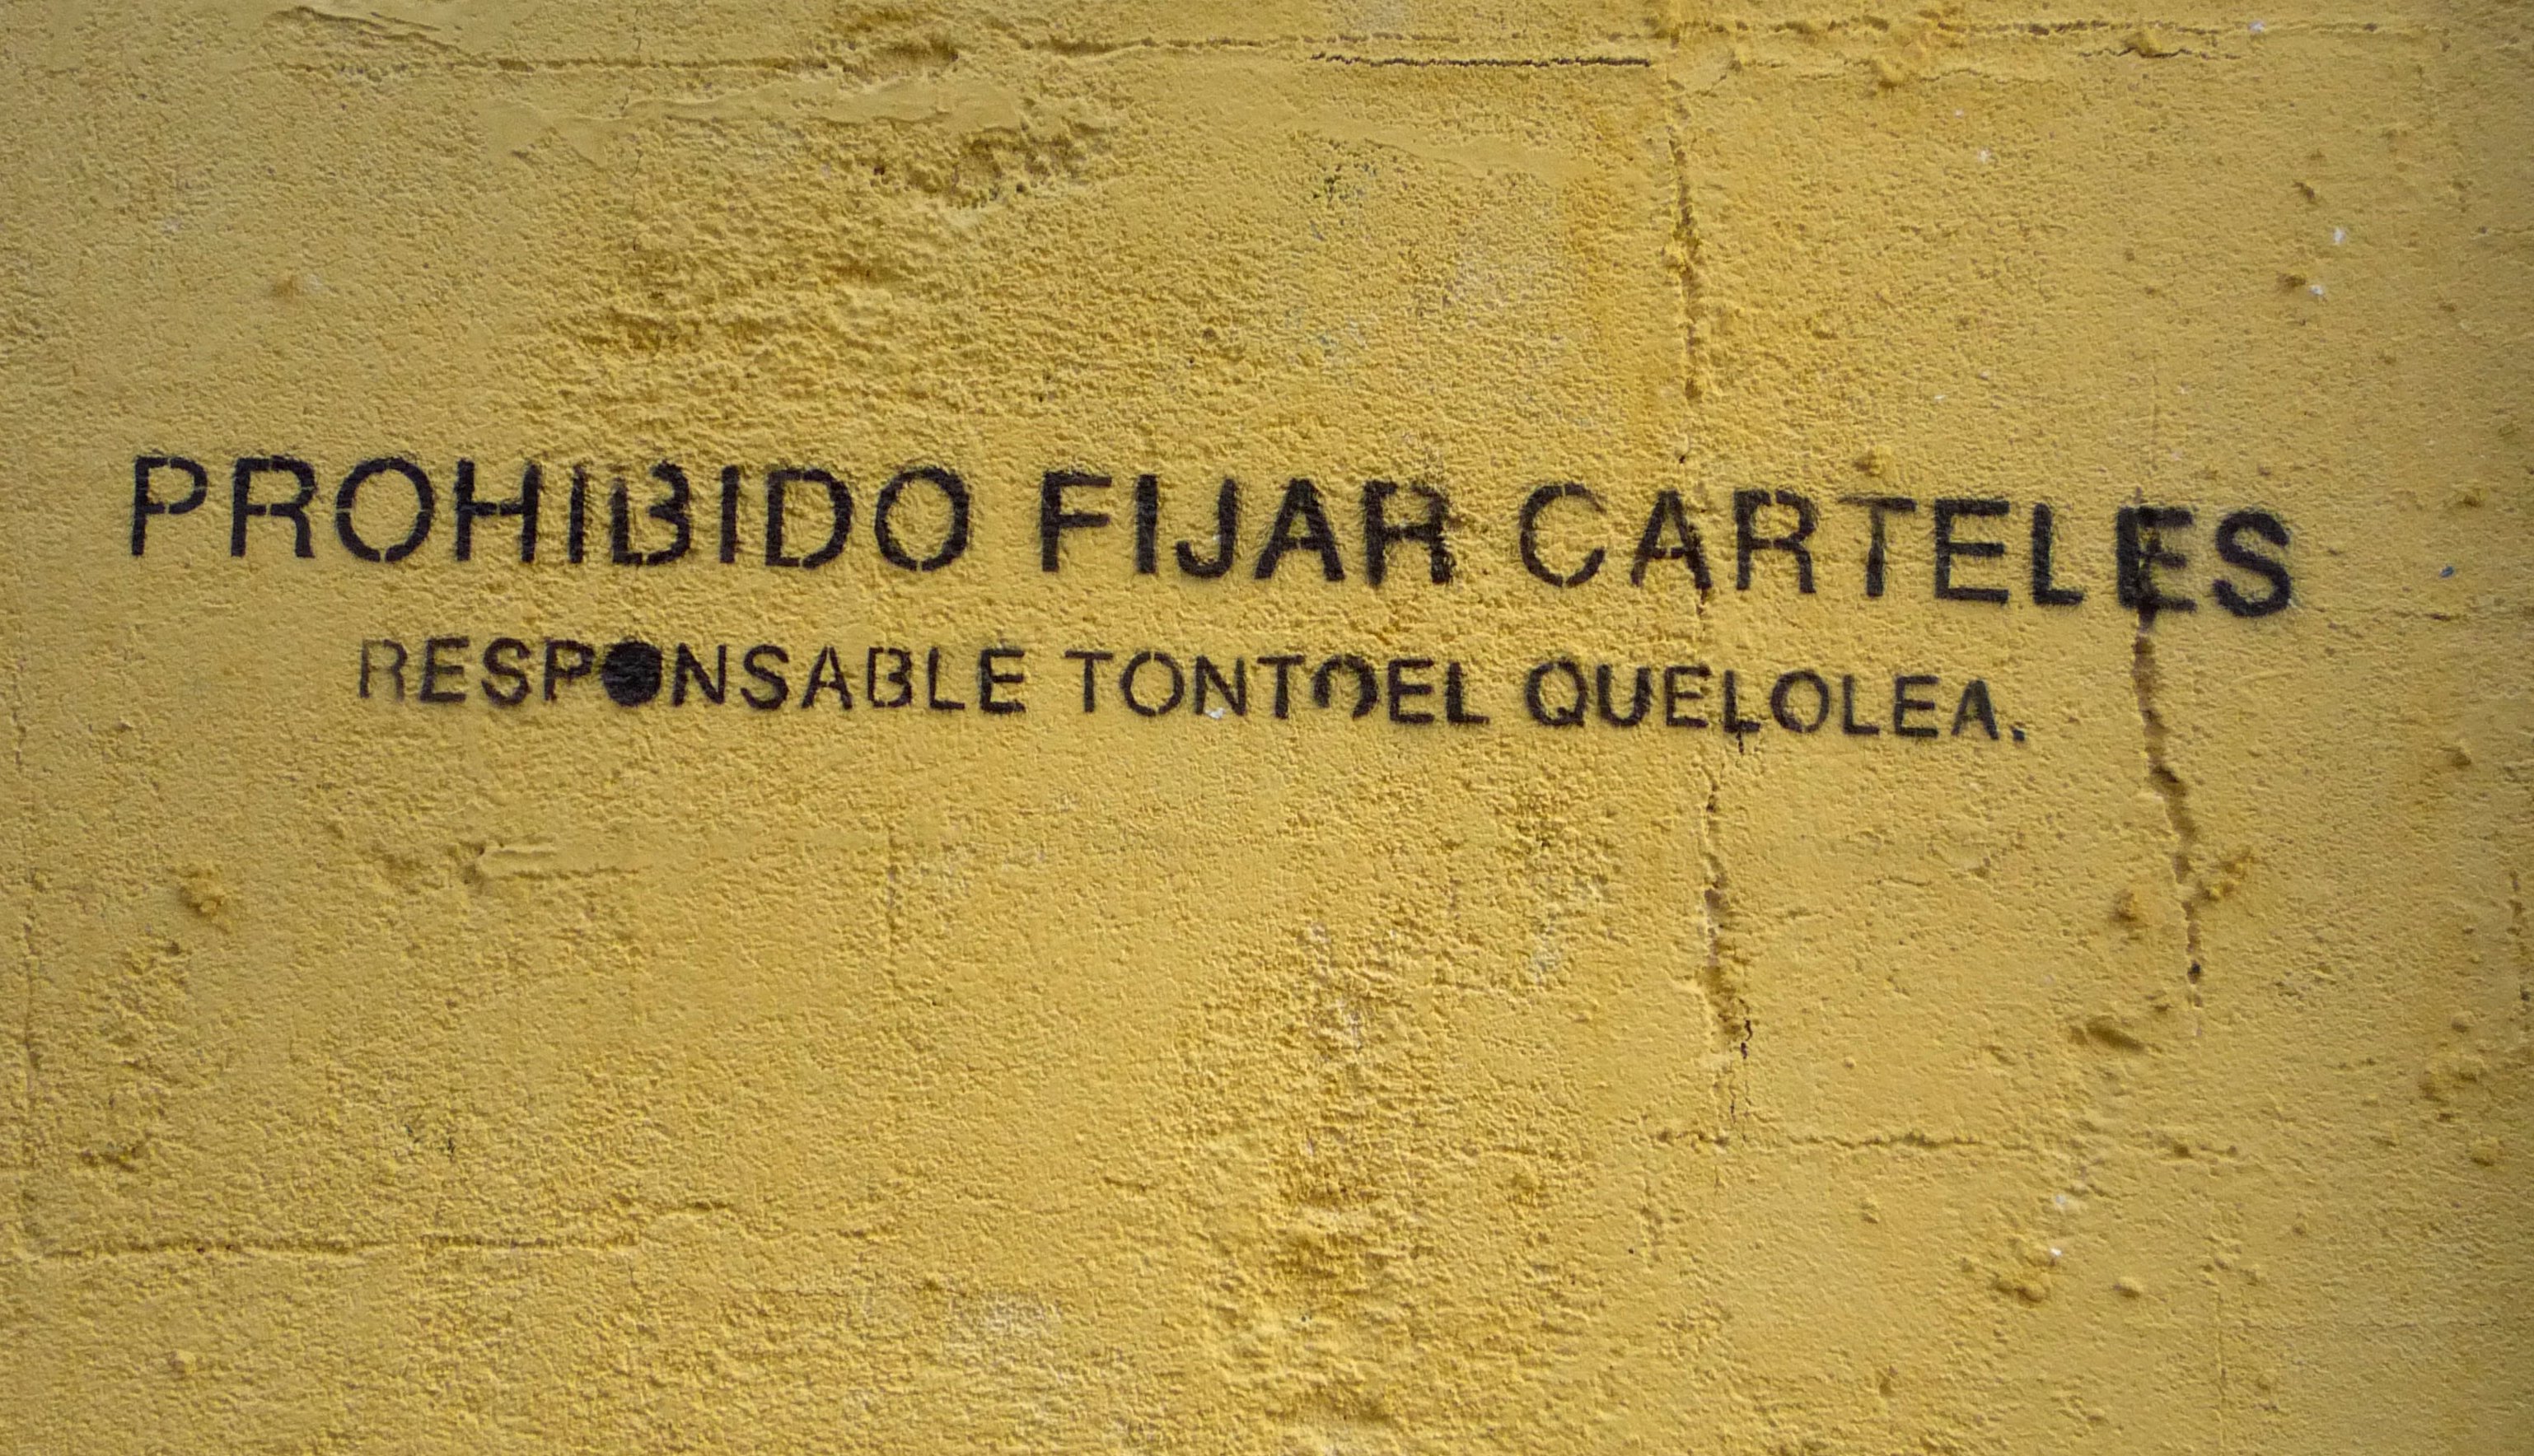 PROHIBIDO FIJAR CARTELES
RESPONSABLE TONTOEL QUELOLEA.